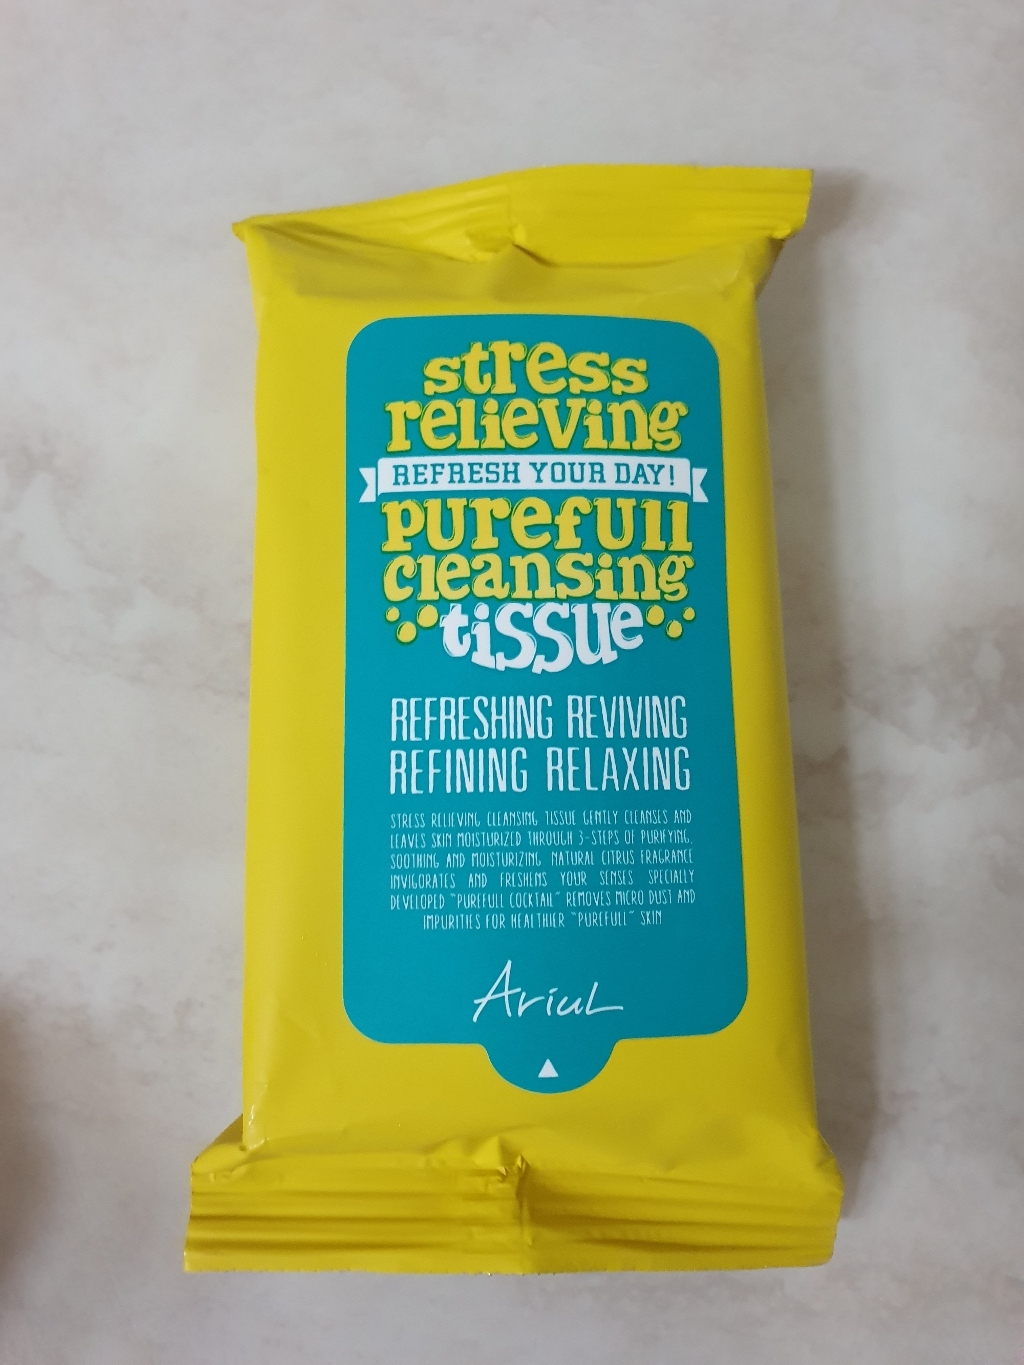 stress
relieving
REFRESH YOUR DAY!
purefull
cleansing
tissue
REFRESHING REVIVING
REFINING RELAXING
STRESS RELIEVING CLEANSING TISSUE GENTLY CLEANSES AND
LEAVES SKIN MOISTURIZED THROUGH 3-STEPS OF PURIFYING,
SOOTHING AND MOISTURIZING NATURAL CITRUS FRAGRANCE
INVIGORATES AND FRESHENS YOUR SENSES SPECIALLY
DEVELOPED "PUREFULL COCKTAIL" REMOVES MICRO DUST AND
IMPURITIES FOR HEALTHIER "PUREFULL" SKIN
Ariul